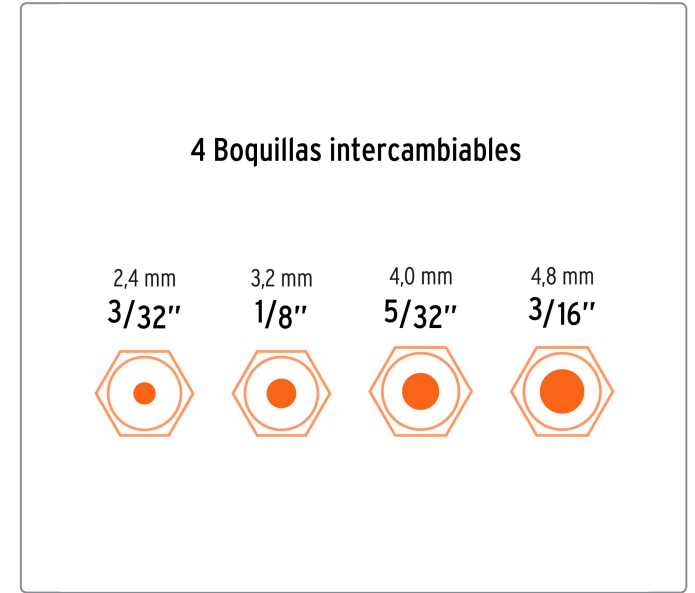 4 Boquillas intercambiables
2,4 mm 3,2 mm 4,0 mm 4,8 mm
3/32″ 1/8″ 5/32″ 3/16″